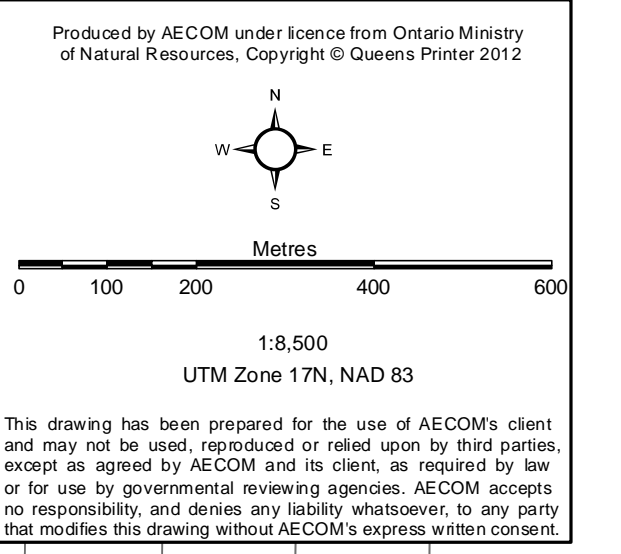 Produced by AECOM under licence from Ontario Ministry
of Natural Resources, Copyright © Queens Printer 2012
N
W E
S
Metres
0 100 200 400 600
1:8,500
UTM Zone 17N, NAD 83
This drawing has been prepared for the use of AECOM's client
and may not be used, reproduced or relied upon by third parties,
except as agreed by AECOM and its client, as required by law
or for use by governmental reviewing agencies. AECOM accepts
no responsibility, and denies any liability whatsoever, to any party
that modifies this drawing without AECOM's express written consent.